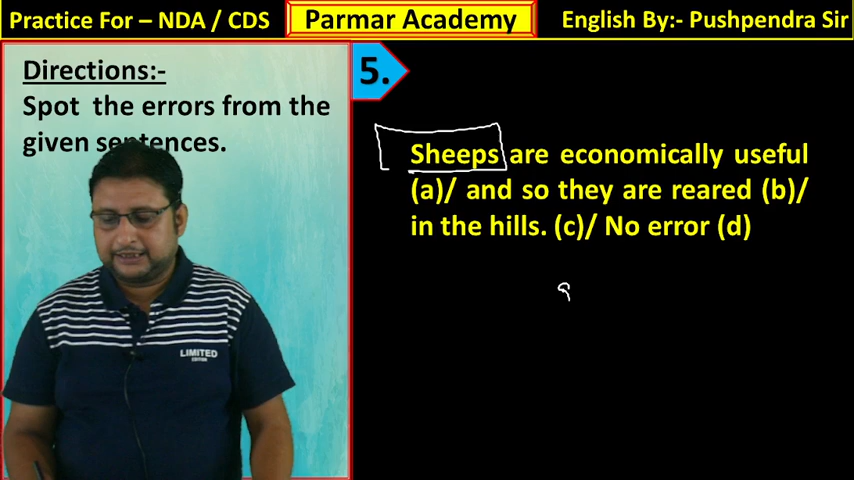 Practice For – NDA / CDS
Parmar Academy
English By:- Pushpendra Sir
Directions:-
Spot the errors from the
given sentences.
5.
Sheeps are economically useful
(a)/ and so they are reared (b)/
in the hills. (c)/ No error (d)
LIMITED
EDITION